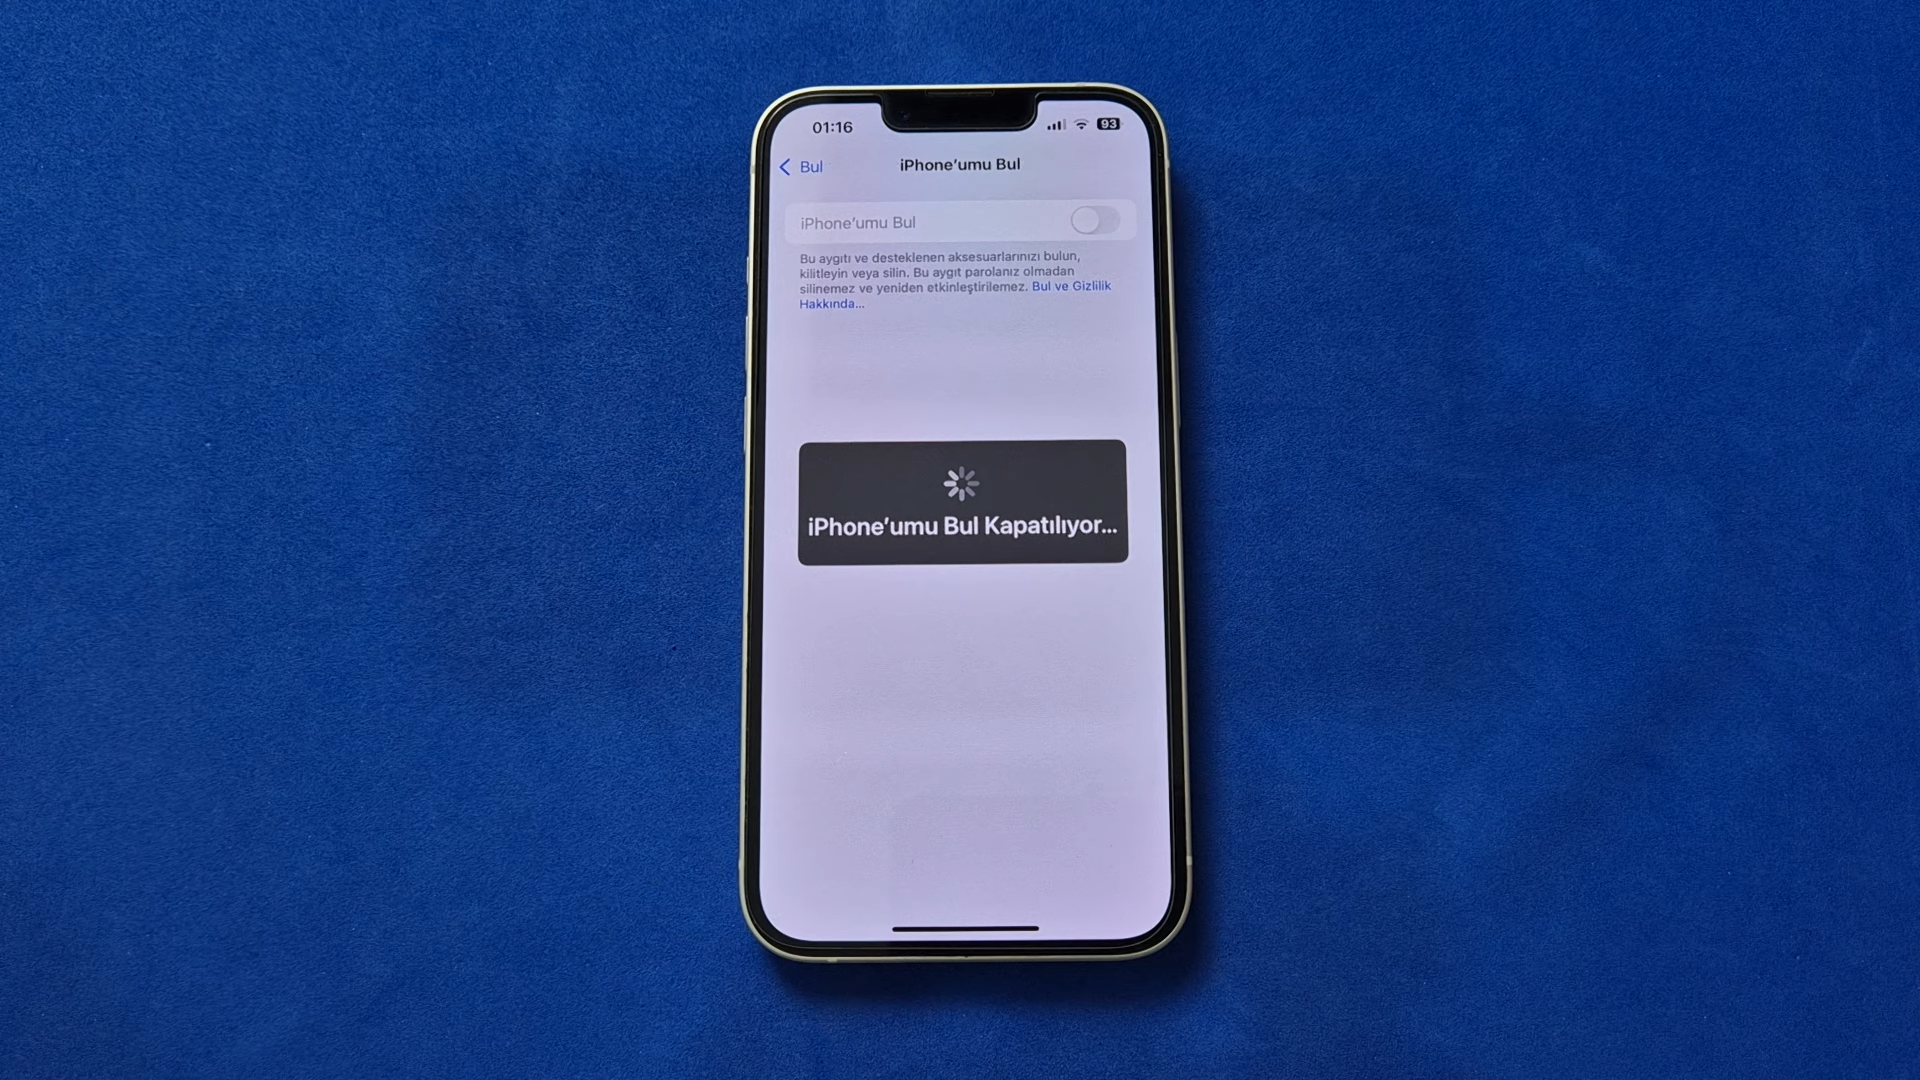 01:16
93
Bul
iPhone'umu Bul
iPhone'umu Bul
Bu aygıtı ve desteklenen aksesuarlarınızı bulun,
kilitleyin veya silin. Bu aygıt parolanız olmadan
silinemez ve yeniden etkinleştirilemez. Bul ve Gizlilik
Hakkında...
iPhone'umu Bul Kapatılıyor...